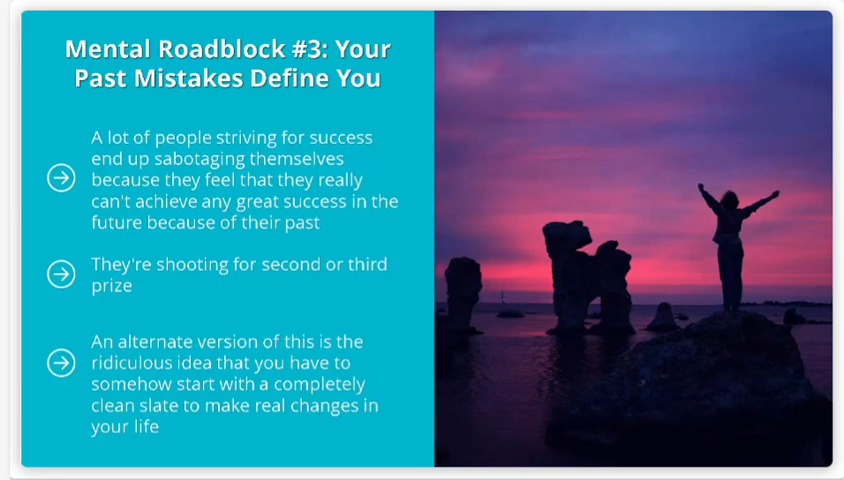 Mental Roadblock #3: Your
Past Mistakes Define You
A lot of people striving for success
end up sabotaging themselves
because they feel that they really
can't achieve any great success in the
future because of their past
They're shooting for second or third
prize
An alternate version of this is the
ridiculous idea that you have to
somehow start with a completely
clean slate to make real changes in
your life